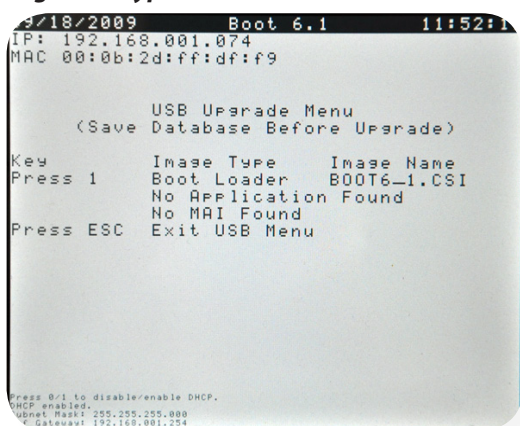 9/18/2009 Boot 6.1 11:52:1
IP: 192.168.001.074
MAC 00:0b:2d:ff:df:f9
USB Upgrade Menu
(Save Database Before Upgrade)
Key Image Type Image Name
Press 1 Boot Loader BOOT6_1.CSI
No Application Found
No MAI Found
Press ESC Exit USB Menu
Press 0/1 to disable/enable DHCP.
DHCP enabled.
Subnet Mask: 255.255.255.000
Gateway: 192.168.001.254